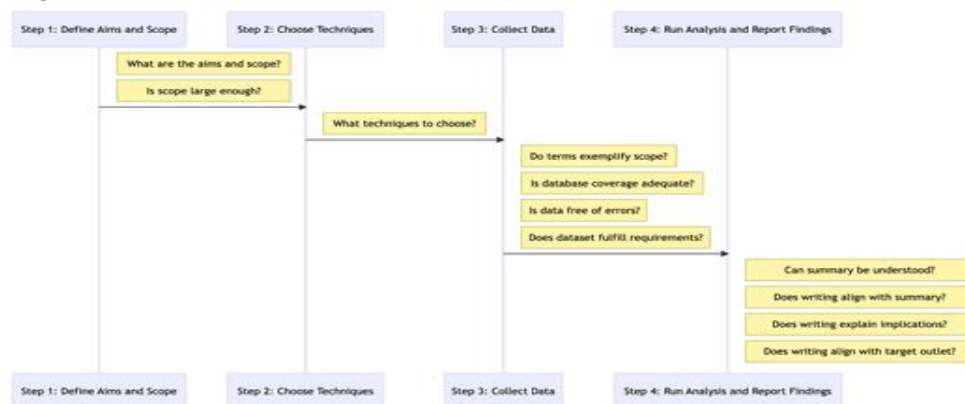 Step 1: Define Aims and Scope
Step 2: Choose Techniques
Step 3: Collect Data
Step 4: Run Analysis and Report Findings
What are the aims and scope?
Is scope large enough?
What techniques to choose?
Do terms exemplify scope?
Is database coverage adequate?
Is data free of errors?
Does dataset fulfill requirements?
Can summary be understood?
Does writing align with summary?
Does writing explain implications?
Does writing align with target outlet?
Step 1: Define Aims and Scope
Step 2: Choose Techniques
Step 3: Collect Data
Step 4: Run Analysis and Report Findings